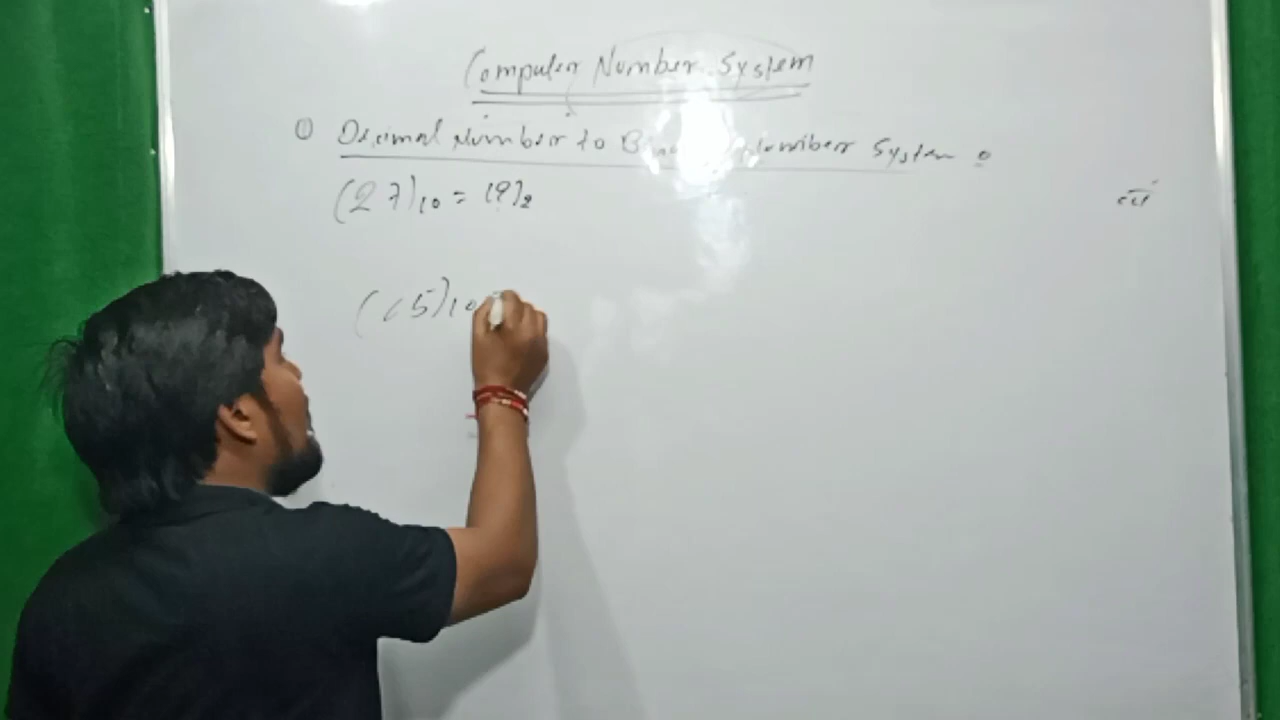 Computer Number System
① Decimal Number to Binary Number System :
(27)10 = (?)2
(15)10